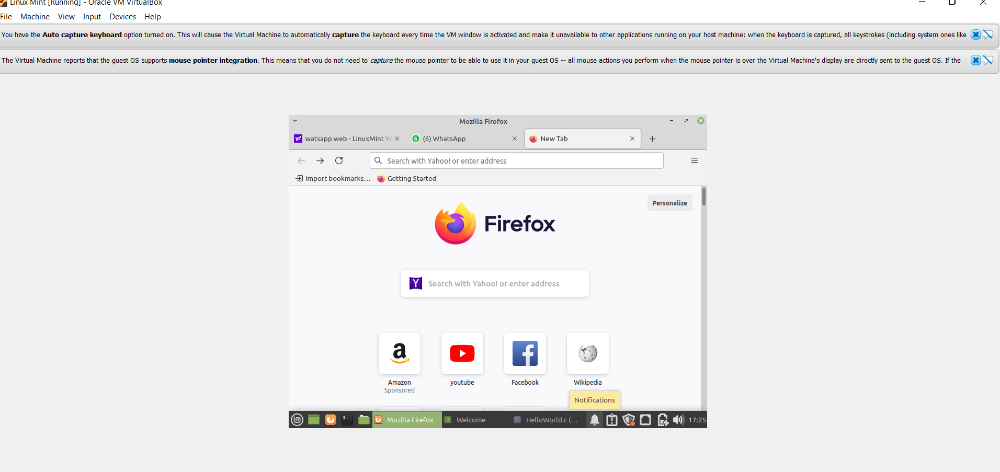 Linux Mint [Running] - Oracle VM VirtualBox
File Machine View Input Devices Help
You have the Auto capture keyboard option turned on. This will cause the Virtual Machine to automatically capture the keyboard every time the VM window is activated and make it unavailable to other applications running on your host machine: when the keyboard is captured, all keystrokes (including system ones like
The Virtual Machine reports that the guest OS supports mouse pointer integration. This means that you do not need to capture the mouse pointer to be able to use it in your guest OS -- all mouse actions you perform when the mouse pointer is over the Virtual Machine's display are directly sent to the guest OS. If the
Mozilla Firefox
watsapp web - LinuxMint Ya
6 (6) WhatsApp
New Tab
Search with Yahoo! or enter address
Import bookmarks... Getting Started
Personalize
Firefox
Y Search with Yahoo! or enter address
Amazon youtube Facebook Wikipedia
Sponsored
Notifications
Mozilla Firefox Welcome HelloWorld.c (... 17:25